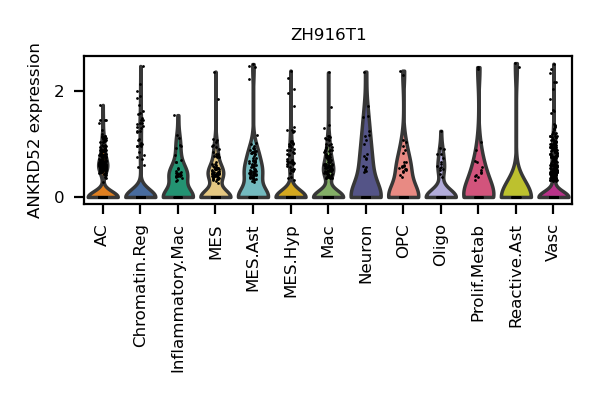 ZH916T1
ANKRD52 expression
2
0
AC
Chromatin.Reg
Inflammatory.Mac
MES
MES.Ast
MES.Hyp
Mac
Neuron
OPC
Oligo
Prolif.Metab
Reactive.Ast
Vasc